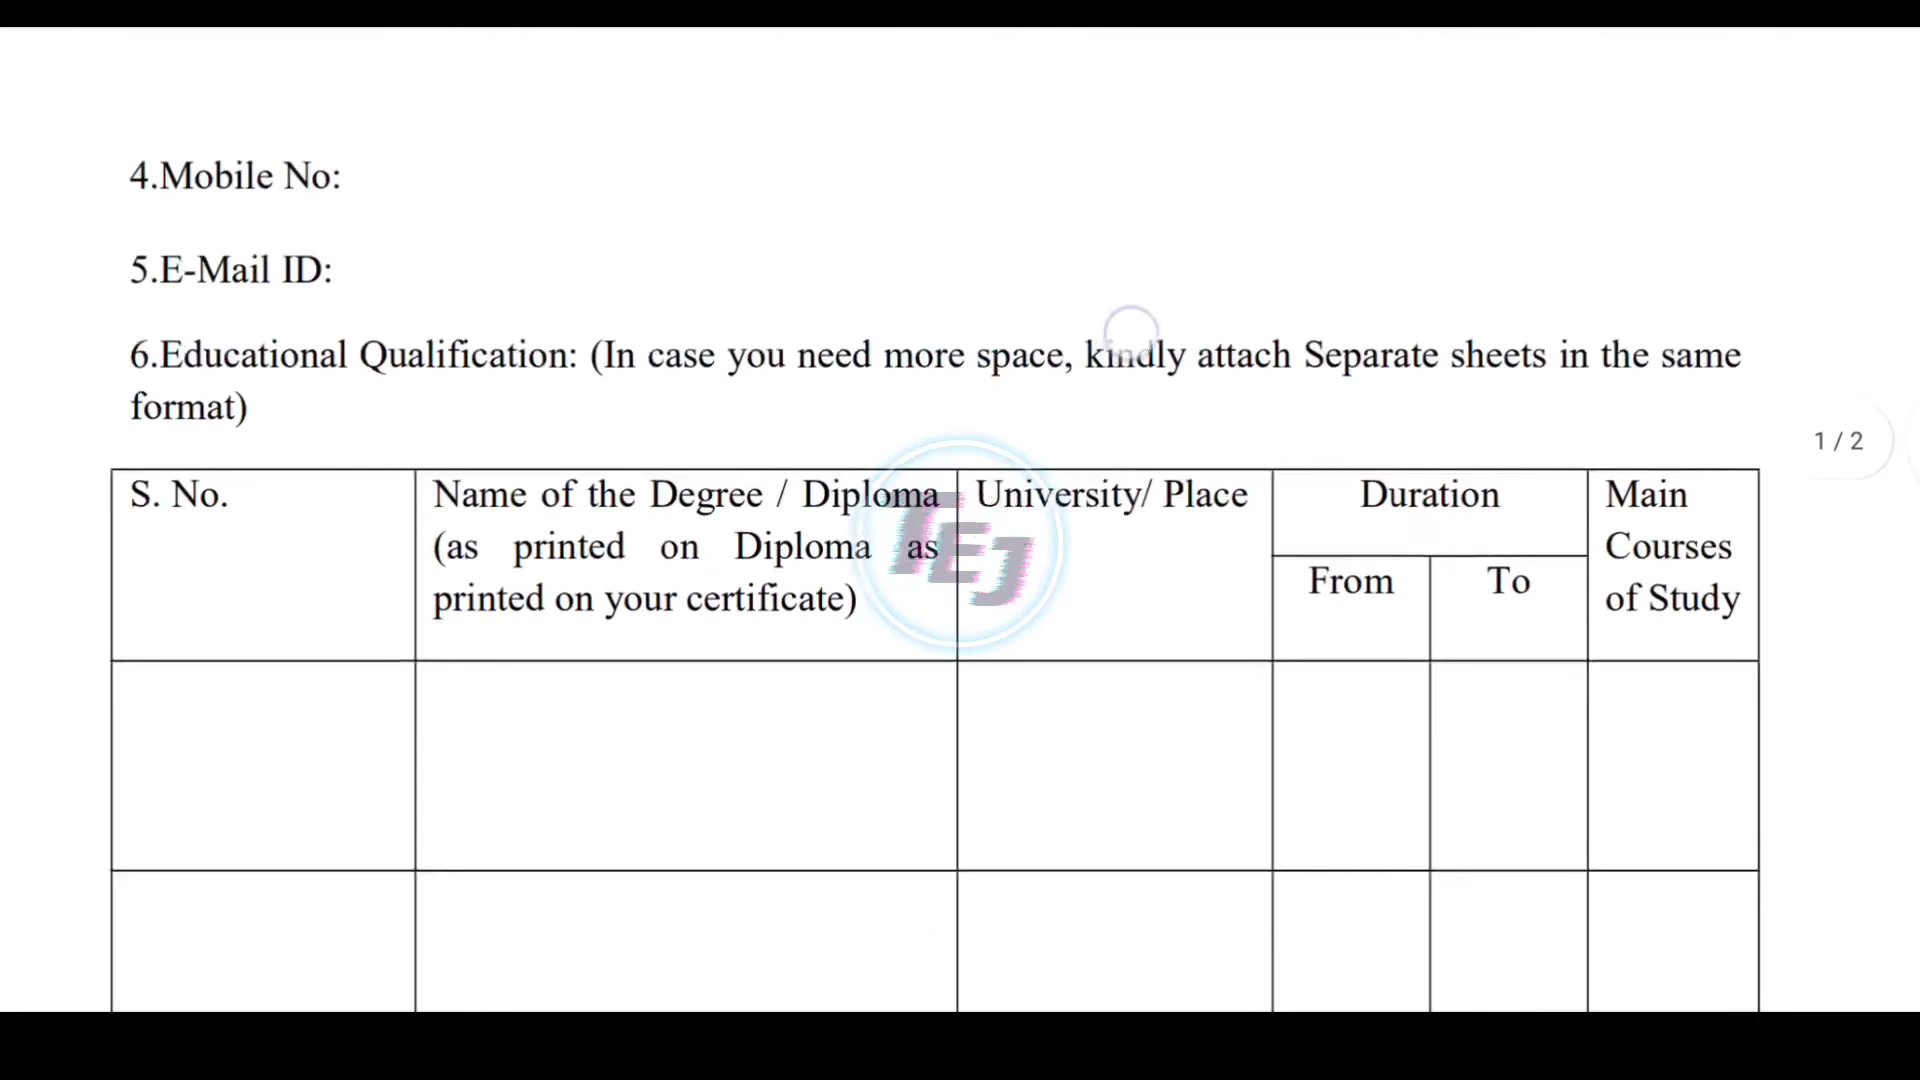 4.Mobile No:
5.E-Mail ID:
6.Educational Qualification: (In case you need more space, kindly attach Separate sheets in the same
format)
1 / 2
S. No.
Name of the Degree / Diploma
(as printed on Diploma as
printed on your certificate)
University/ Place
Duration
From
To
Main
Courses
of Study
TEJ